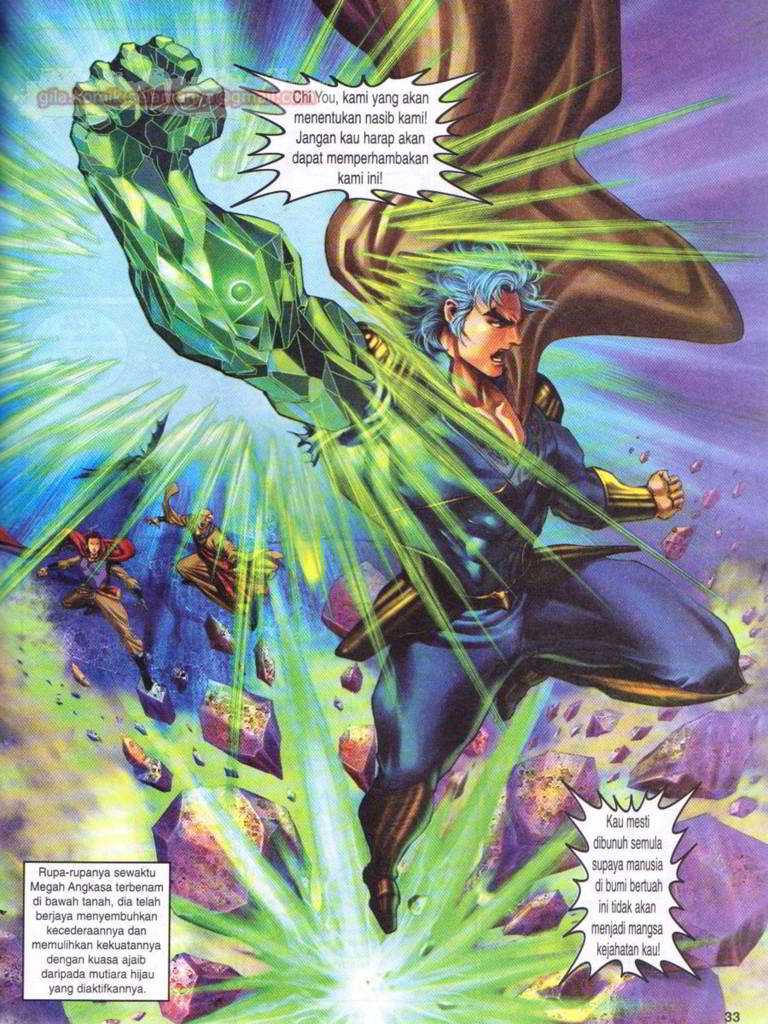 Chi You, kami yang akan
menentukan nasib kami!
Jangan kau harap akan
dapat memperhambakan
kami ini!
Kau mesti
dibunuh semula
supaya manusia
di bumi bertuah
ini tidak akan
menjadi mangsa
kejahatan kau!
Rupa-rupanya sewaktu
Megah Angkasa terbenam
di bawah tanah, dia telah
berjaya menyembuhkan
kecederaannya dan
memulihkan kekuatannya
dengan kuasa ajaib
daripada mutiara hijau
yang diaktifkannya.
33